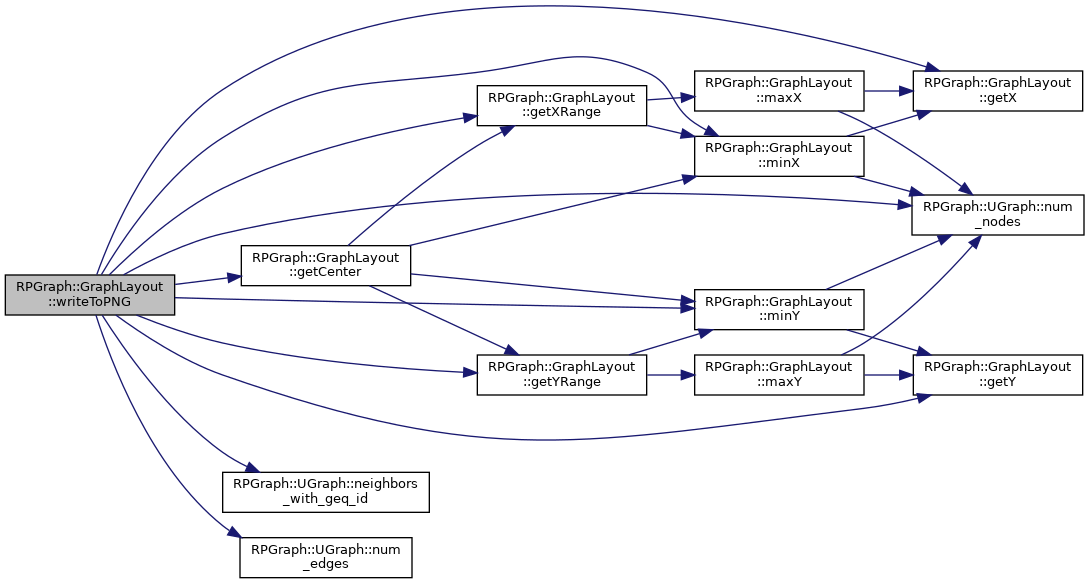 RPGraph::GraphLayout
::writeToPNG
RPGraph::GraphLayout
::getCenter
RPGraph::GraphLayout
::getXRange
RPGraph::GraphLayout
::maxX
RPGraph::GraphLayout
::getX
RPGraph::GraphLayout
::minX
RPGraph::UGraph::num
_nodes
RPGraph::GraphLayout
::minY
RPGraph::GraphLayout
::getYRange
RPGraph::GraphLayout
::maxY
RPGraph::GraphLayout
::getY
RPGraph::UGraph::neighbors
_with_geq_id
RPGraph::UGraph::num
_edges